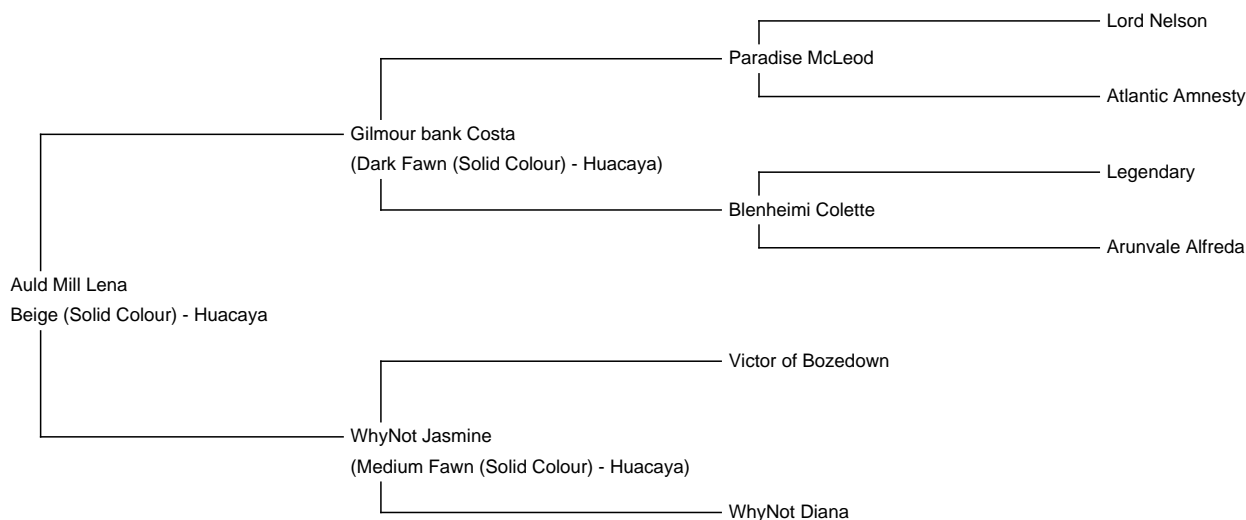 Lord Nelson
Paradise McLeod
Atlantic Amnesty
Gilmour bank Costa
(Dark Fawn (Solid Colour) - Huacaya)
Legendary
Blenheimi Colette
Arunvale Alfreda
Auld Mill Lena
Beige (Solid Colour) - Huacaya
Victor of Bozedown
WhyNot Jasmine
(Medium Fawn (Solid Colour) - Huacaya)
WhyNot Diana